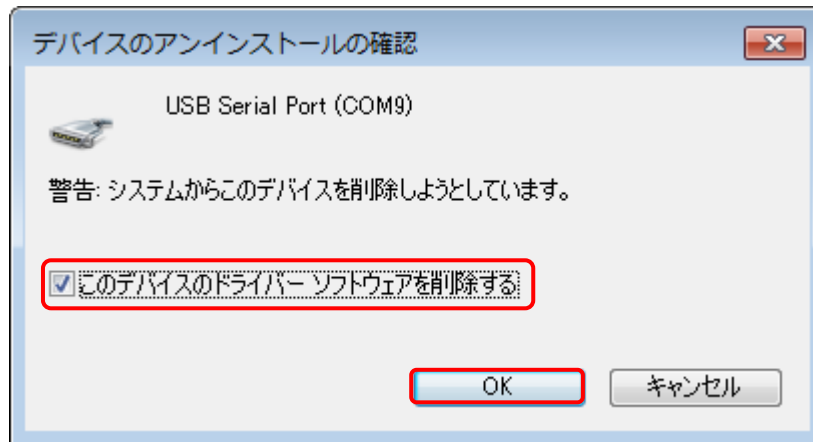 デバイスのアンインストールの確認
USB Serial Port (COM9)
警告: システムからこのデバイスを削除しようとしています。
このデバイスのドライバー ソフトウェアを削除する
OK
キャンセル